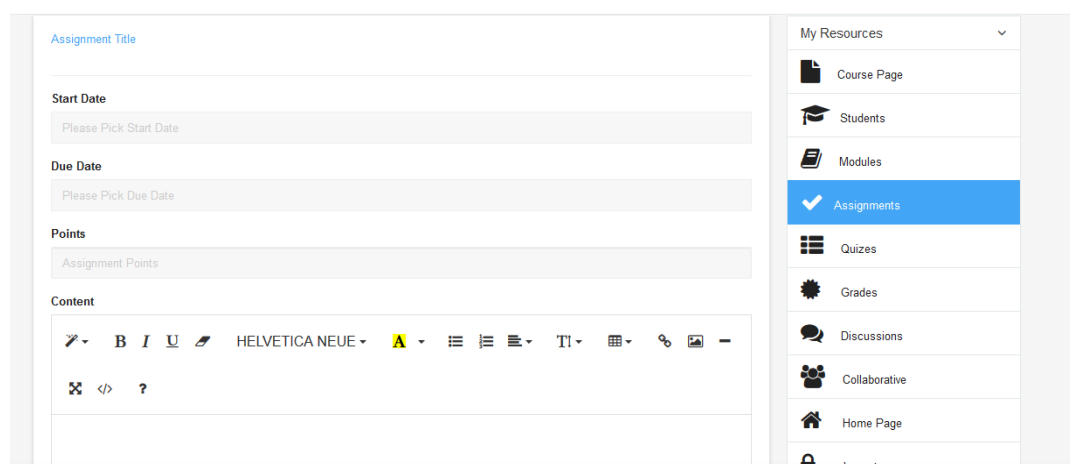 Assignment Title
Start Date
Please Pick Start Date
Due Date
Please Pick Due Date
Points
Assignment Points
Content
B I U HELVETICA NEUE A T
</> ?
My Resources
Course Page
Students
Modules
Assignments
Quizes
Grades
Discussions
Collaborative
Home Page